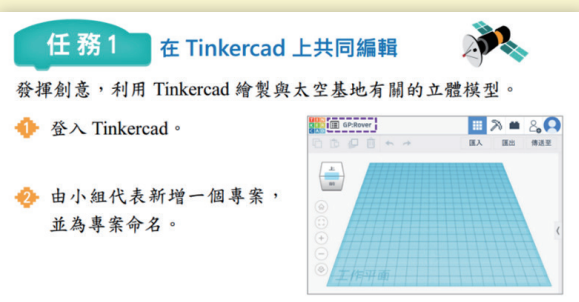 任務1
在 Tinkercad 上共同編輯
發揮創意，利用 Tinkercad 繪製與太空基地有關的立體模型。
1 登入 Tinkercad。
GP:Rover
匯入 匯出 傳送至
2 由小組代表新增一個專案，
並為專案命名。
工作平面